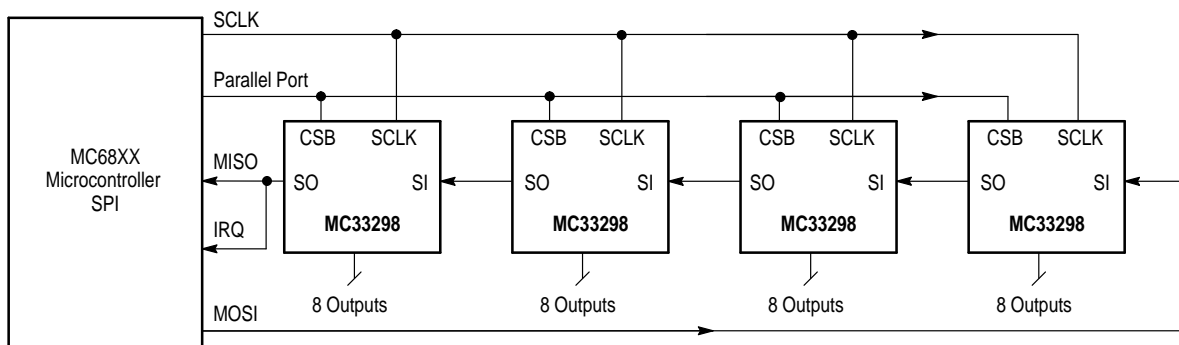 SCLK
Parallel Port
CSB SCLK
CSB SCLK
CSB SCLK
CSB SCLK
MC68XX
Microcontroller
SPI
MISO
SO SI
SO SI
SO SI
SO SI
IRQ
MC33298
MC33298
MC33298
MC33298
8 Outputs
8 Outputs
8 Outputs
8 Outputs
MOSI